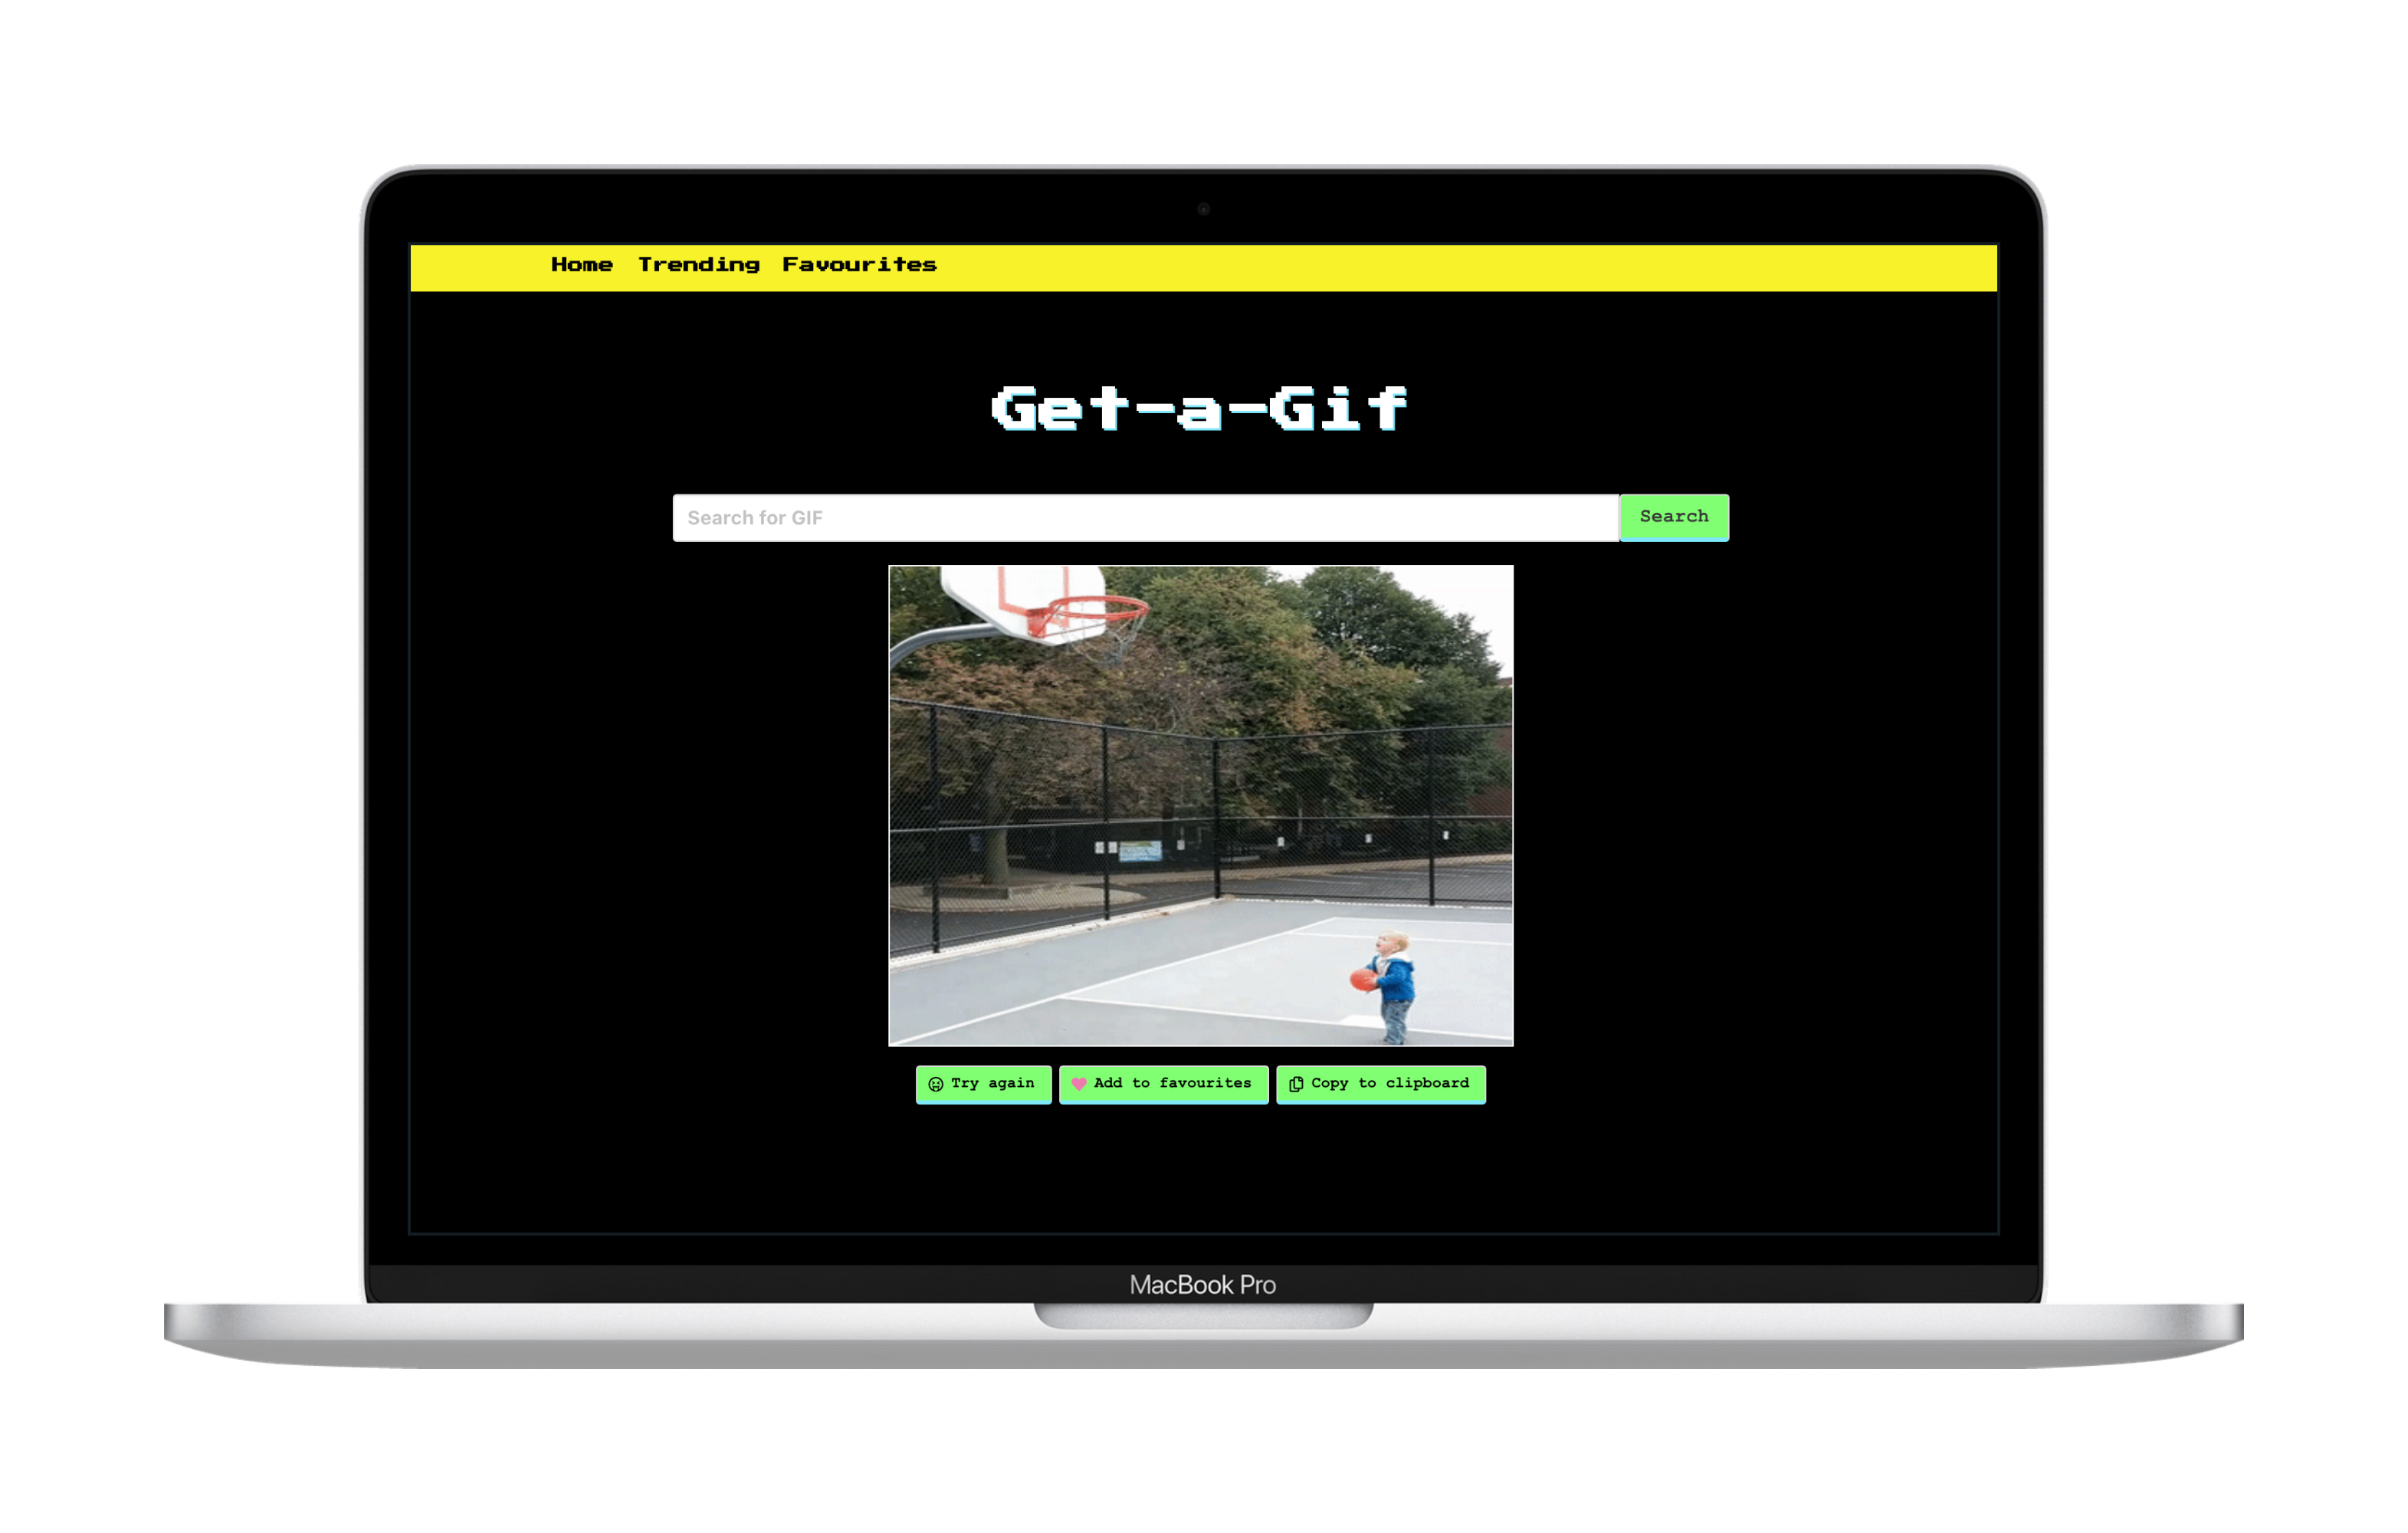 Home Trending Favourites
Get-a-Gif
Search for GIF Search
Try again Add to favourites Copy to clipboard
MacBook Pro